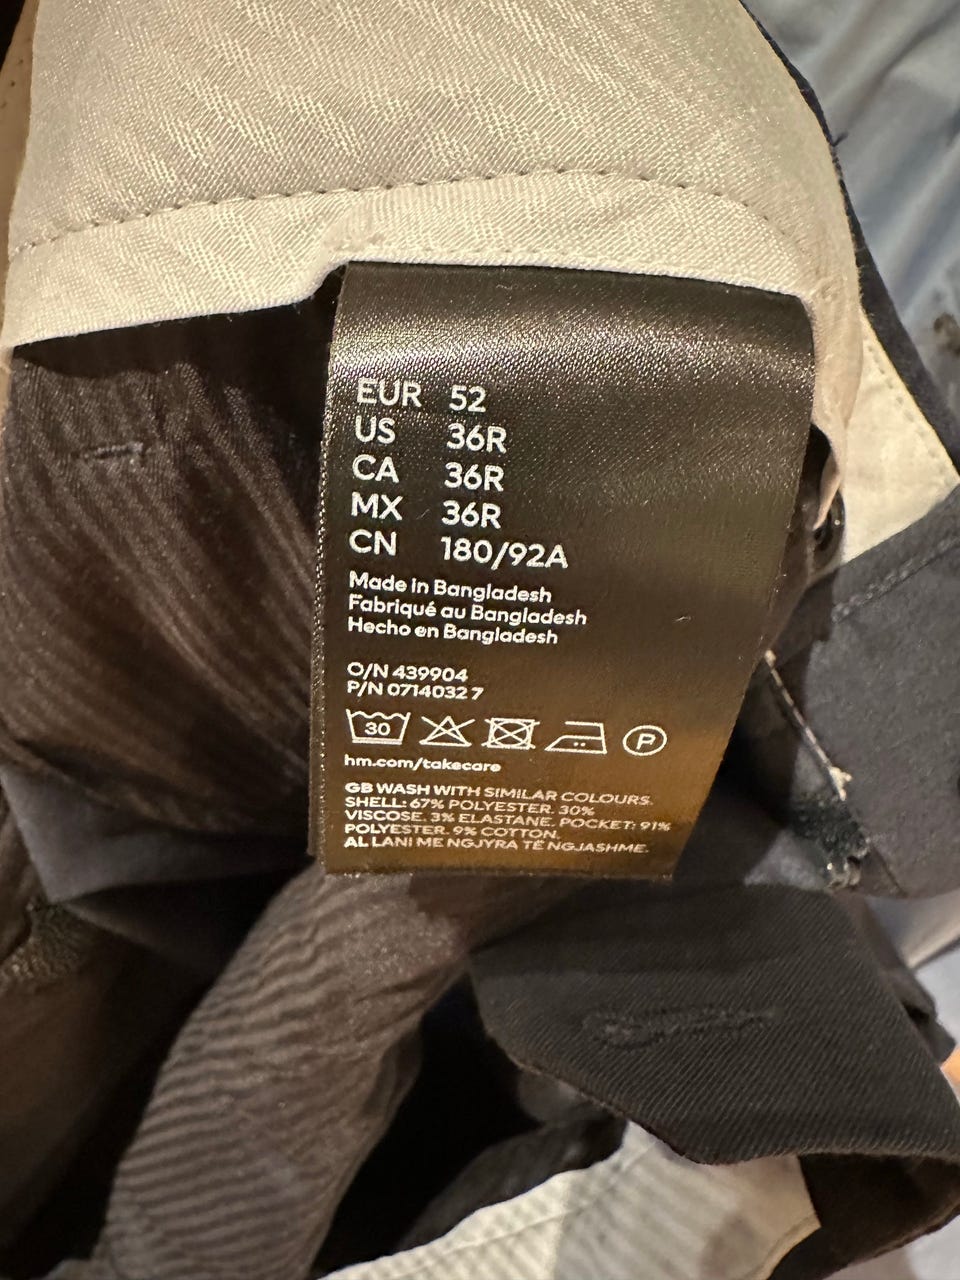 EUR 52
US 36R
CA 36R
MX 36R
CN 180/92A
Made in Bangladesh
Fabriqué au Bangladesh
Hecho en Bangladesh
O/N 439904
P/N 0714032 7
30 P
hm.com/takecare
GB WASH WITH SIMILAR COLOURS.
SHELL: 67% POLYESTER. 30%
VISCOSE. 3% ELASTANE. POCKET: 91%
POLYESTER. 9% COTTON.
AL LANI ME NGJYRA TË NGJASHME.